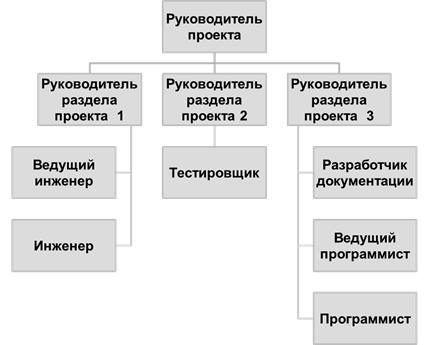 Руководитель
проекта
Руководитель
раздела
проекта 1
Руководитель
раздела
проекта 2
Руководитель
раздела
проекта 3
Ведущий
инженер
Тестировщик
Разработчик
документации
Инженер
Ведущий
программист
Программист